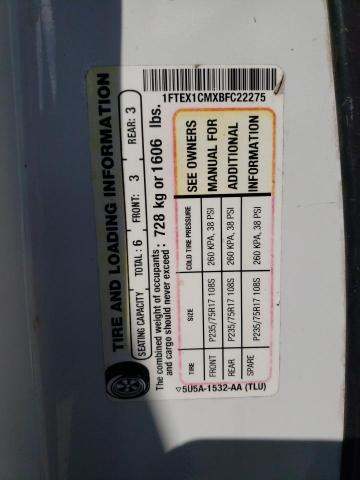 TIRE AND LOADING INFORMATION
SEATING CAPACITY TOTAL: 6 FRONT: 3 REAR: 3
The combined weight of occupants
and cargo should never exceed : 728 kg or 1606 lbs.
TIRE SIZE COLD TIRE PRESSURE SEE OWNERS
FRONT P235/75R17 108S 260 KPA, 38 PSI MANUAL FOR
REAR P235/75R17 108S 260 KPA, 38 PSI ADDITIONAL
SPARE P235/75R17 108S 260 KPA, 38 PSI INFORMATION
5U5A-1532-AA (TLU) 1FTEX1CMXBFC22275